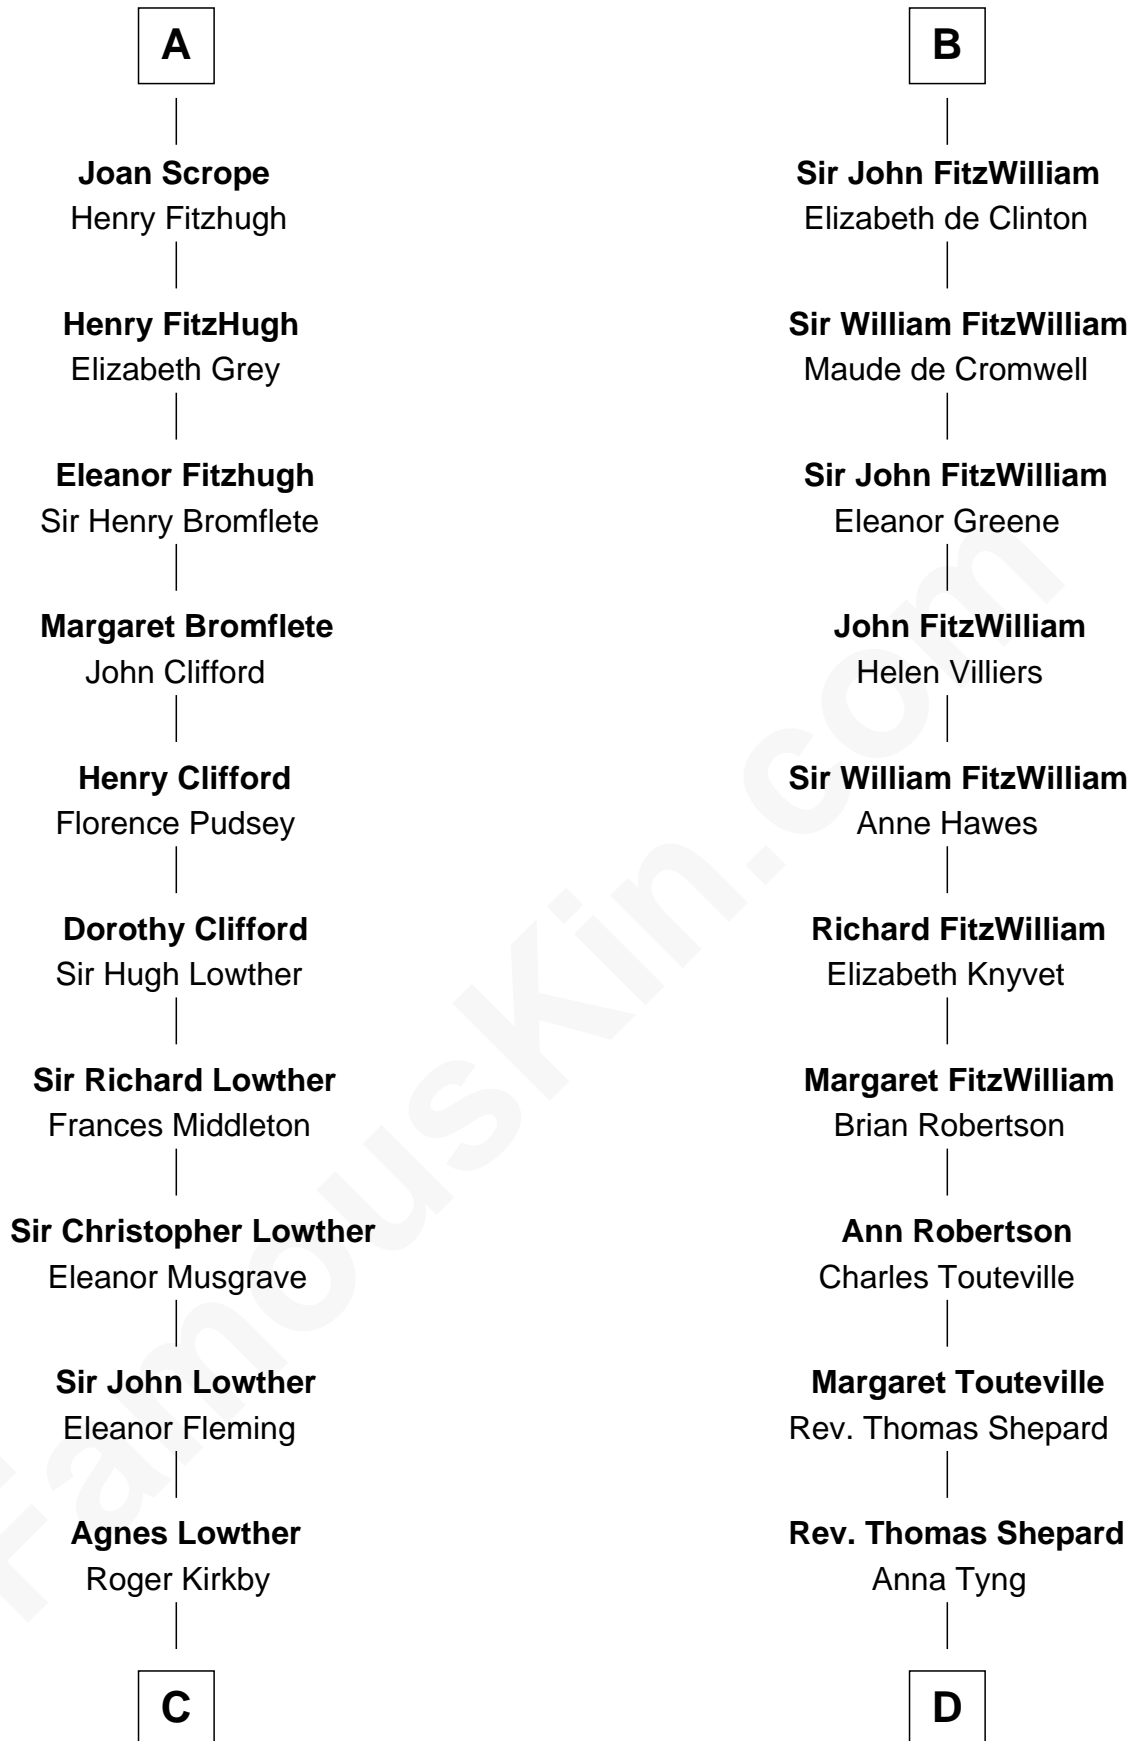 A
Joan Scrope
Henry Fitzhugh
Henry FitzHugh
Elizabeth Grey
Eleanor Fitzhugh
Sir Henry Bromflete
Margaret Bromflete
John Clifford
Henry Clifford
Florence Pudsey
Dorothy Clifford
Sir Hugh Lowther
Sir Richard Lowther
Frances Middleton
Sir Christopher Lowther
Eleanor Musgrave
Sir John Lowther
Eleanor Fleming
Agnes Lowther
Roger Kirkby
C
B
Sir John FitzWilliam
Elizabeth de Clinton
Sir William FitzWilliam
Maude de Cromwell
Sir John FitzWilliam
Eleanor Greene
John FitzWilliam
Helen Villiers
Sir William FitzWilliam
Anne Hawes
Richard FitzWilliam
Elizabeth Knyvet
Margaret FitzWilliam
Brian Robertson
Ann Robertson
Charles Touteville
Margaret Touteville
Rev. Thomas Shepard
Rev. Thomas Shepard
Anna Tyng
D
FamousKin.com